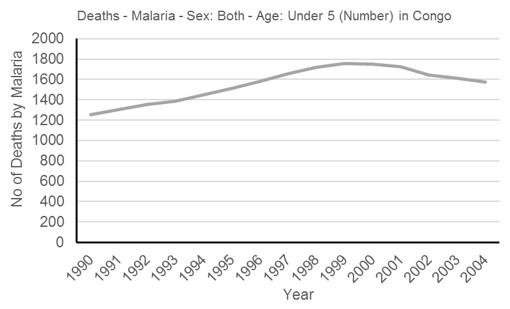 Deaths - Malaria - Sex: Both - Age: Under 5 (Number) in Congo
No of Deaths by Malaria
2000
1800
1600
1400
1200
1000
800
600
400
200
0
1990 1991 1992 1993 1994 1995 1996 1997 1998 1999 2000 2001 2002 2003 2004
Year